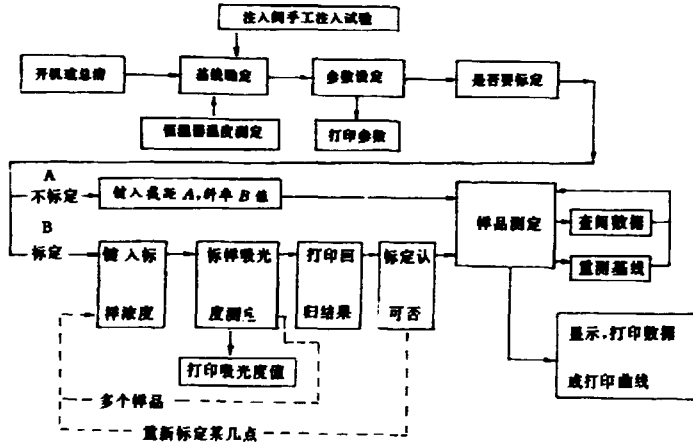 注入阀手工注入试验
开机或总清
基线确定
参数设定
是否要标定
恒温器温度测定
打印参数
A
不标定
键入截距 A,斜率 B 值
样品测定
查阅数据
重测基线
B
标定
键入标
样浓度
标样吸光
度测定
打印回
归结果
标定认
可否
打印吸光度值
显示,打印数据
或打印曲线
多个样品
重新标定某几点